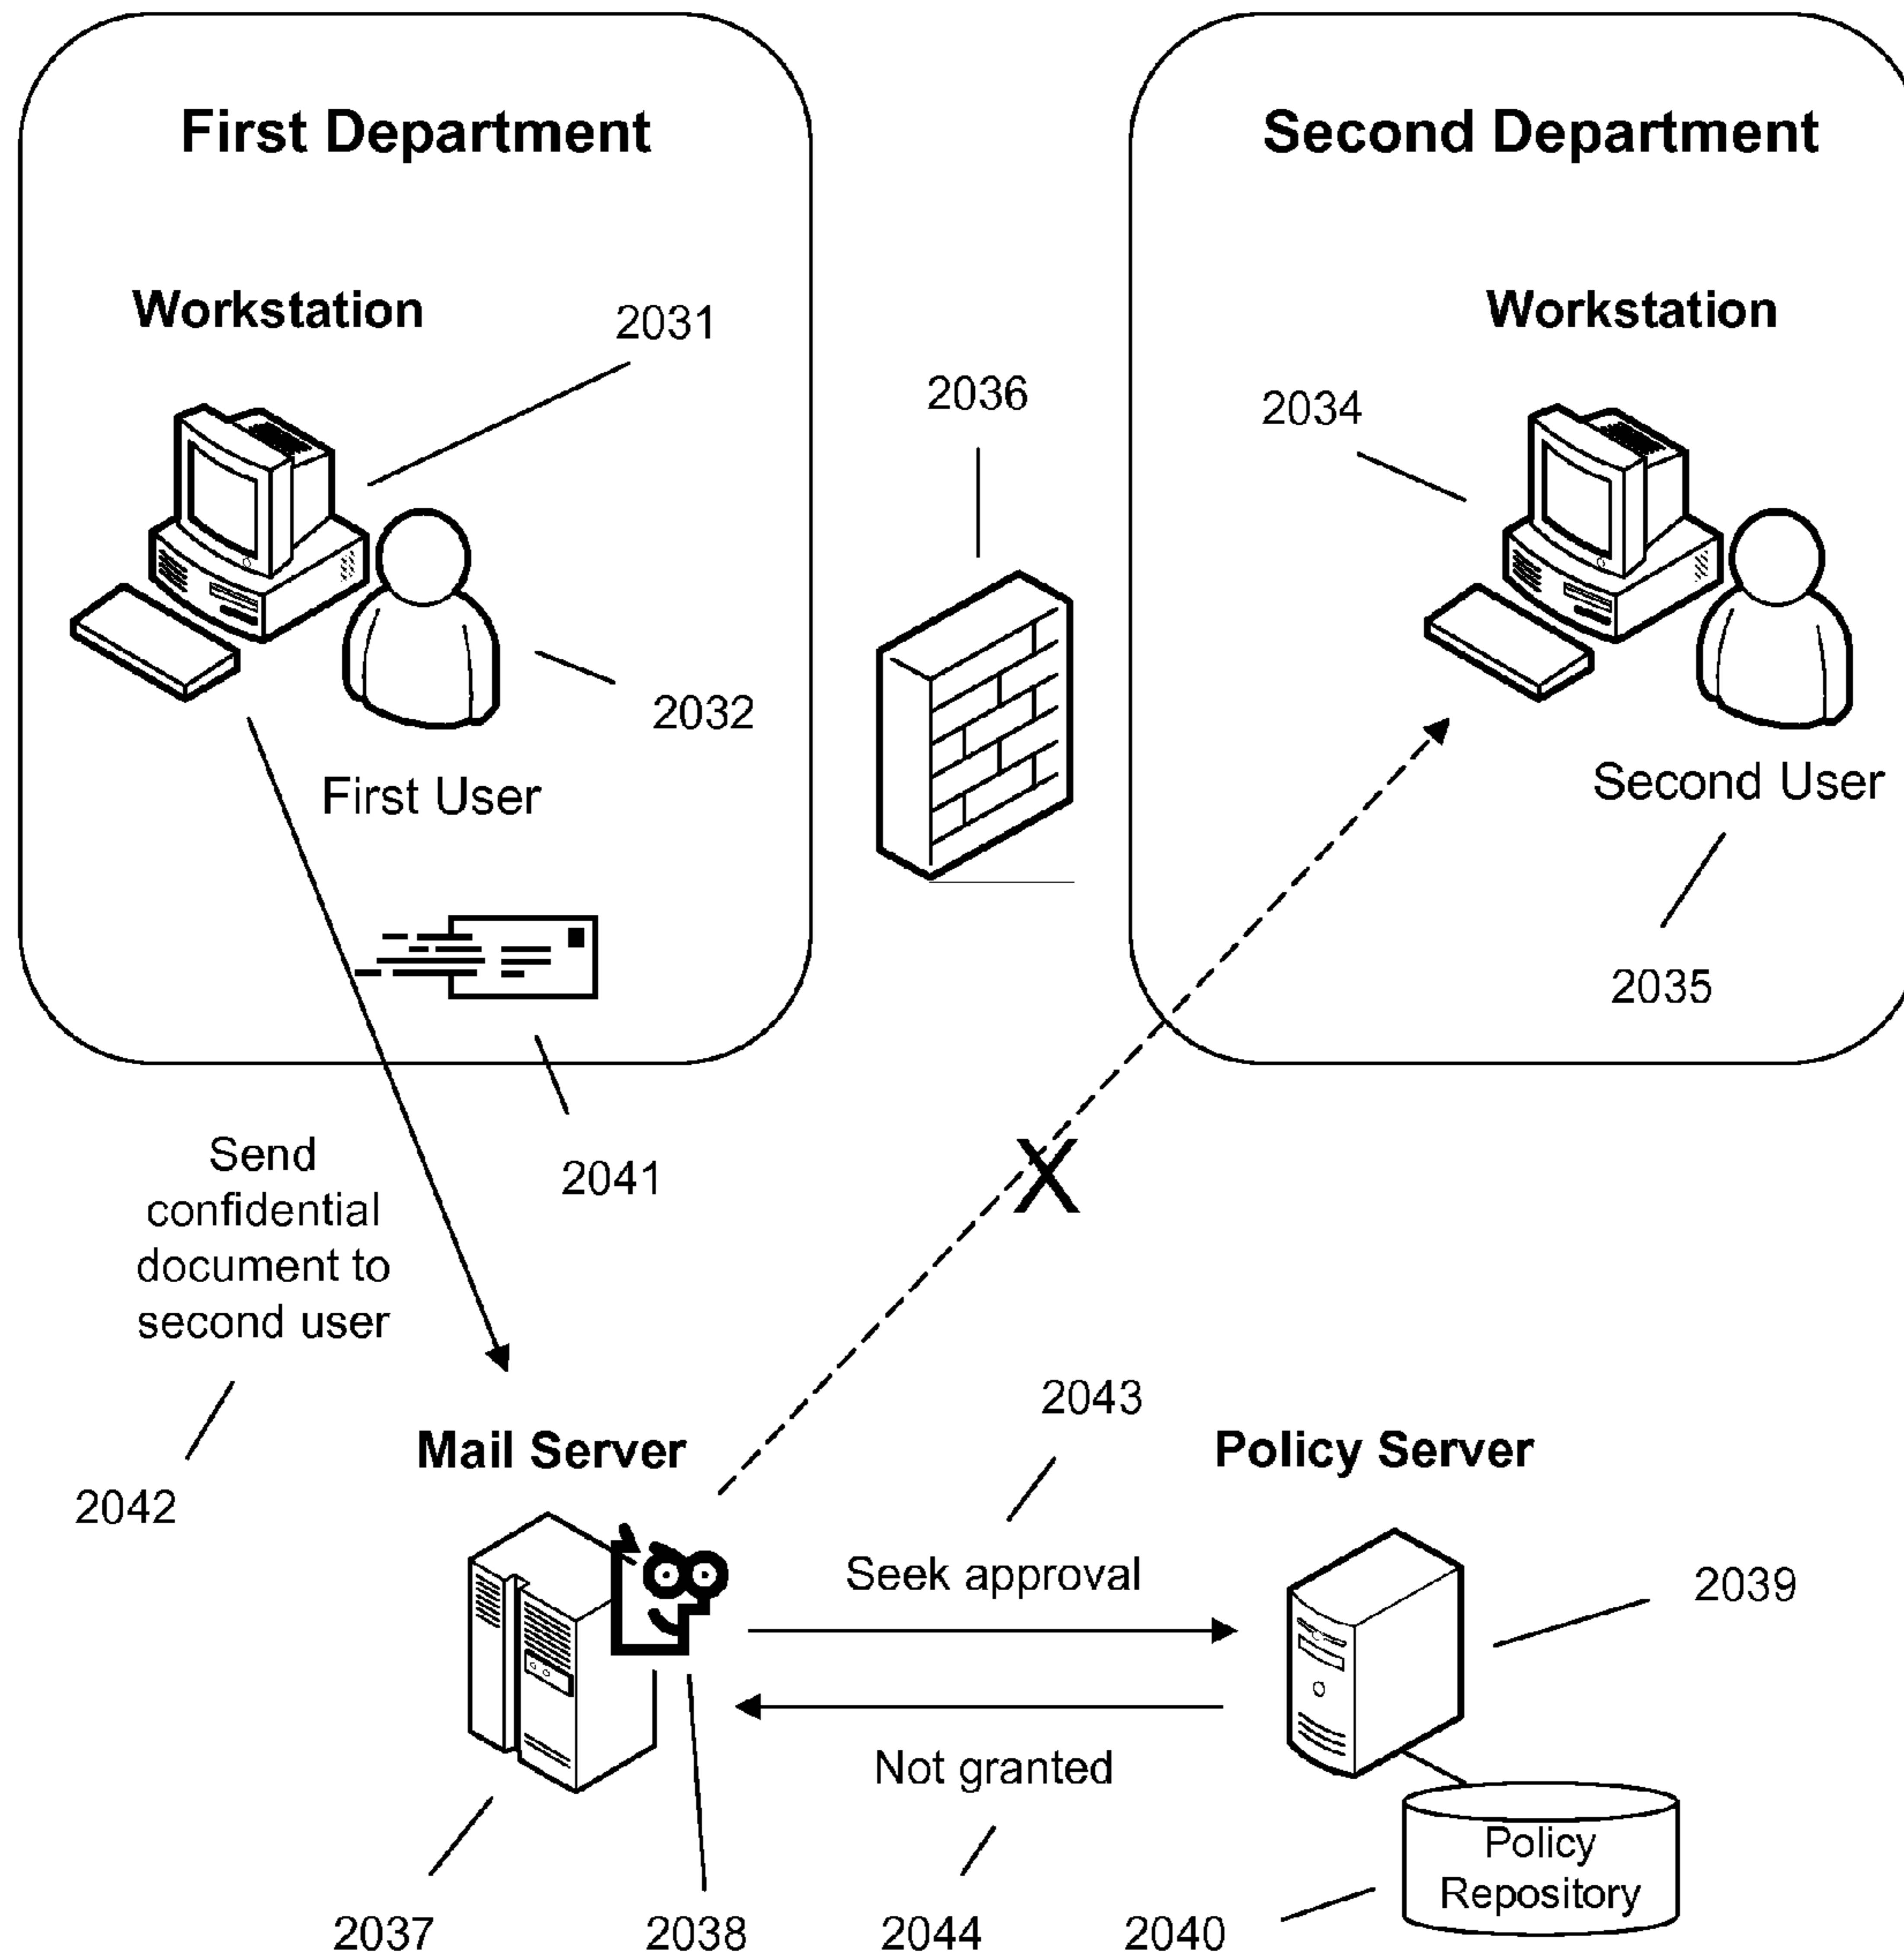 First Department
Second Department
Workstation
2031
Workstation
2036
2034
2032
First User
Second User
2035
2041
Send
confidential
document to
second user
2043
Mail Server
Policy Server
2042
Seek approval
2039
X
Not granted
Policy
Repository
2037
2038
2044
2040